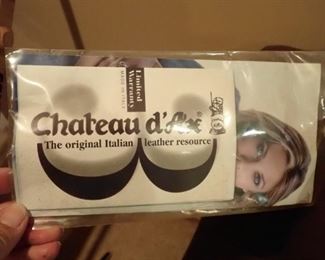 Limited
Warranty
MADE IN ITALY
Chateau d'Ax
The original Italian leather resource